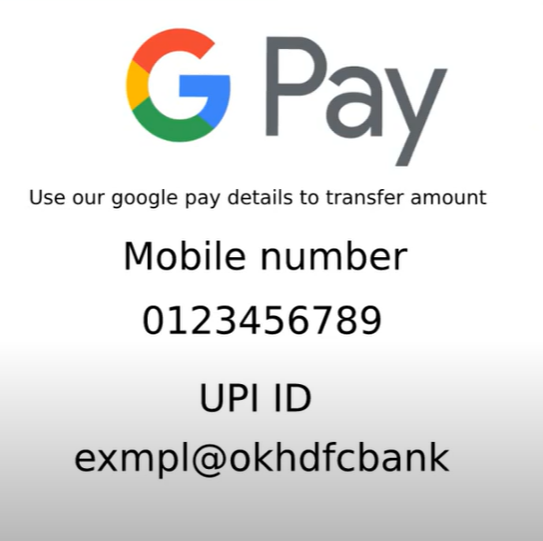 G Pay
Use our google pay details to transfer amount
Mobile number
0123456789
UPI ID
exmpl@okhdfcbank